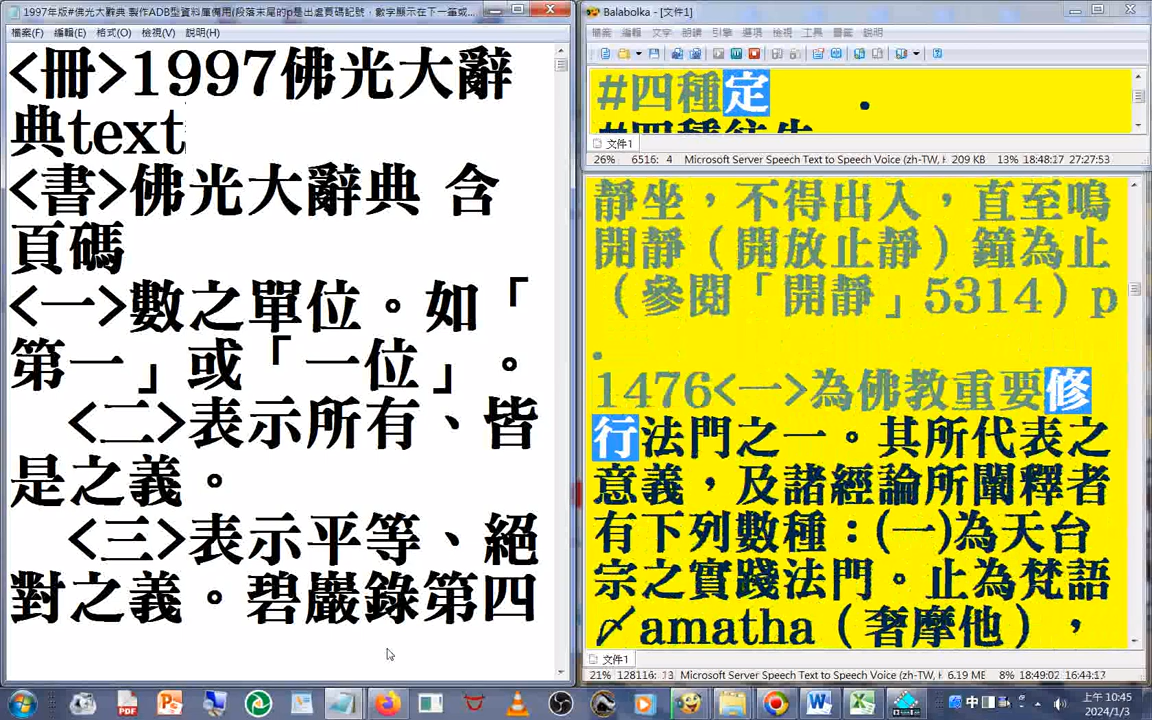 1997年版#佛光大辭典 製作ADB型資料庫備用(段落末尾的p是出處頁碼記號，數字顯示在下一筆或...
檔案(F) 編輯(E) 格式(O) 檢視(V) 說明(H)
<冊>1997佛光大辭
典text
<書>佛光大辭典 含
頁碼
<一>數之單位。如「
第一」或「一位」。
<二>表示所有、皆
是之義。
<三>表示平等、絕
對之義。碧巖錄第四
Balabolka - [文件1]
檔案 編輯 文字 朗讀 引擎 選項 檢視 工具 書籤 說明
#四種定
#四種往生
文件1
26% 6516: 4 Microsoft Server Speech Text to Speech Voice (zh-TW, H 209 KB 13% 18:48:17 27:27:53
靜坐，不得出入，直至鳴
開靜（開放止靜）鐘為止
（參閱「開靜」5314）p
.
1476<一>為佛教重要修
行法門之一。其所代表之
意義，及諸經論所闡釋者
有下列數種：(一)為天台
宗之實踐法門。止為梵語
〆amatha（奢摩他），
文件1
21% 128116: 13 Microsoft Server Speech Text to Speech Voice (zh-TW, H 6.19 ME 8% 18:49:02 16:44:17
中
上午 10:45
2024/1/3